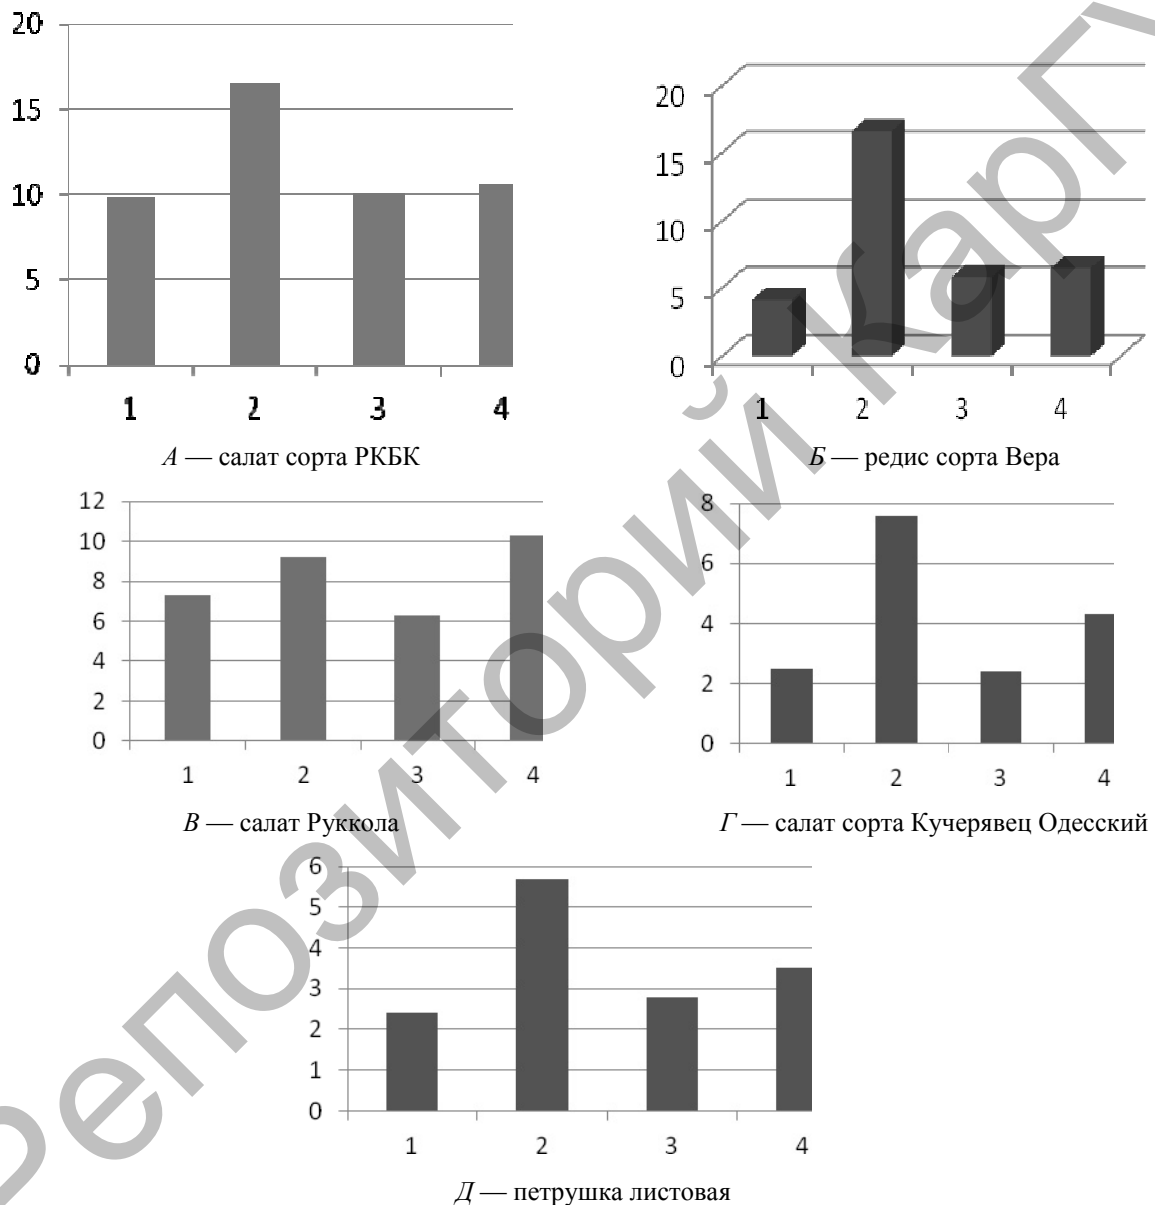 20
15
10
5
0
1 2 3 4
А — салат сорта РКБК
20
15
10
5
0
1 2 3 4
Б — редис сорта Вера
12
10
8
6
4
2
0
1 2 3 4
В — салат Руккола
8
6
4
2
0
1 2 3 4
Г — салат сорта Кучерявец Одесский
6
5
4
3
2
1
0
1 2 3 4
Д — петрушка листовая
Репозиторий КарГУ